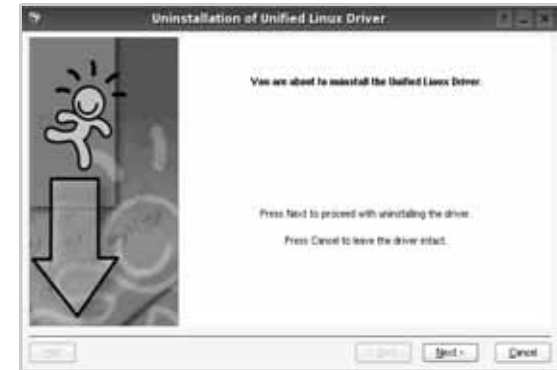 Uninstallation of Unified Linux Driver
You are about to uninstall the Unified Linux Driver.
Press Next to proceed with uninstalling the driver.
Press Cancel to leave the driver intact.
Next >
Cancel